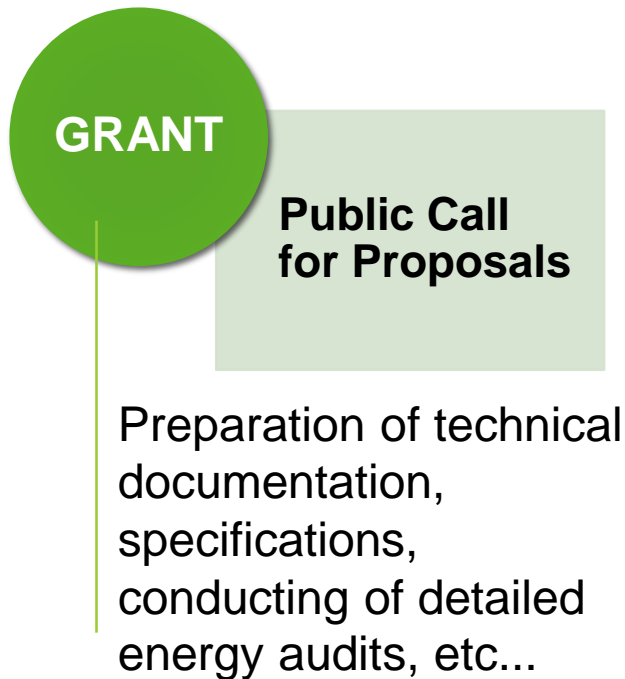 GRANT
Public Call
for Proposals
Preparation of technical
documentation,
specifications,
conducting of detailed
energy audits, etc...